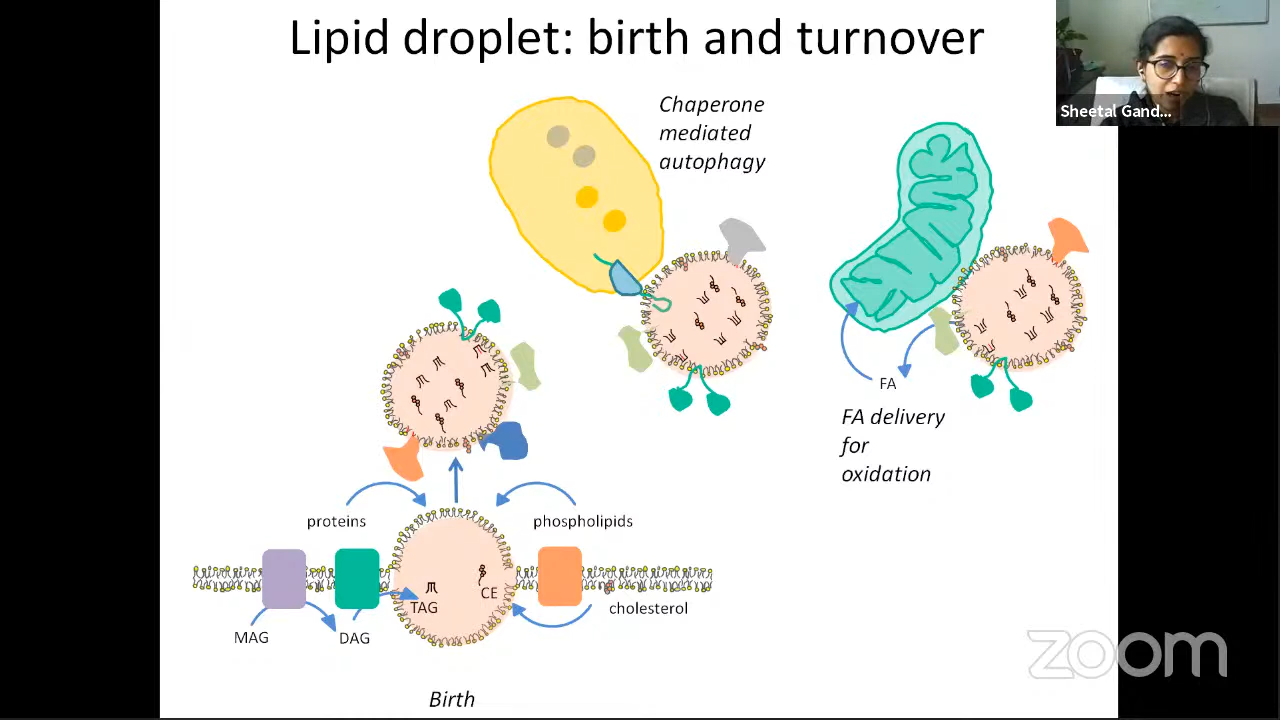 Lipid droplet: birth and turnover
Sheetal Gand...
Chaperone
mediated
autophagy
FA
FA delivery
for
oxidation
proteins
phospholipids
TAG
CE
cholesterol
MAG
DAG
Birth
zoom